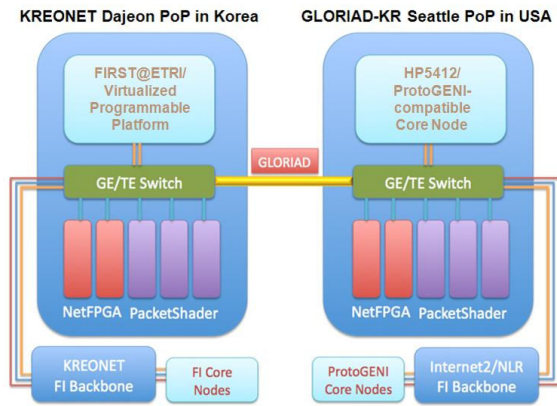 KREONET Dajeon PoP in Korea
GLORIAD-KR Seattle PoP in USA
FIRST@ETRI/
Virtualized
Programmable
Platform
HP5412/
ProtoGENI-
compatible
Core Node
GLORIAD
GE/TE Switch
GE/TE Switch
NetFPGA
PacketShader
NetFPGA
PacketShader
KREONET
FI Backbone
FI Core
Nodes
ProtoGENI
Core Nodes
Internet2/NLR
FI Backbone